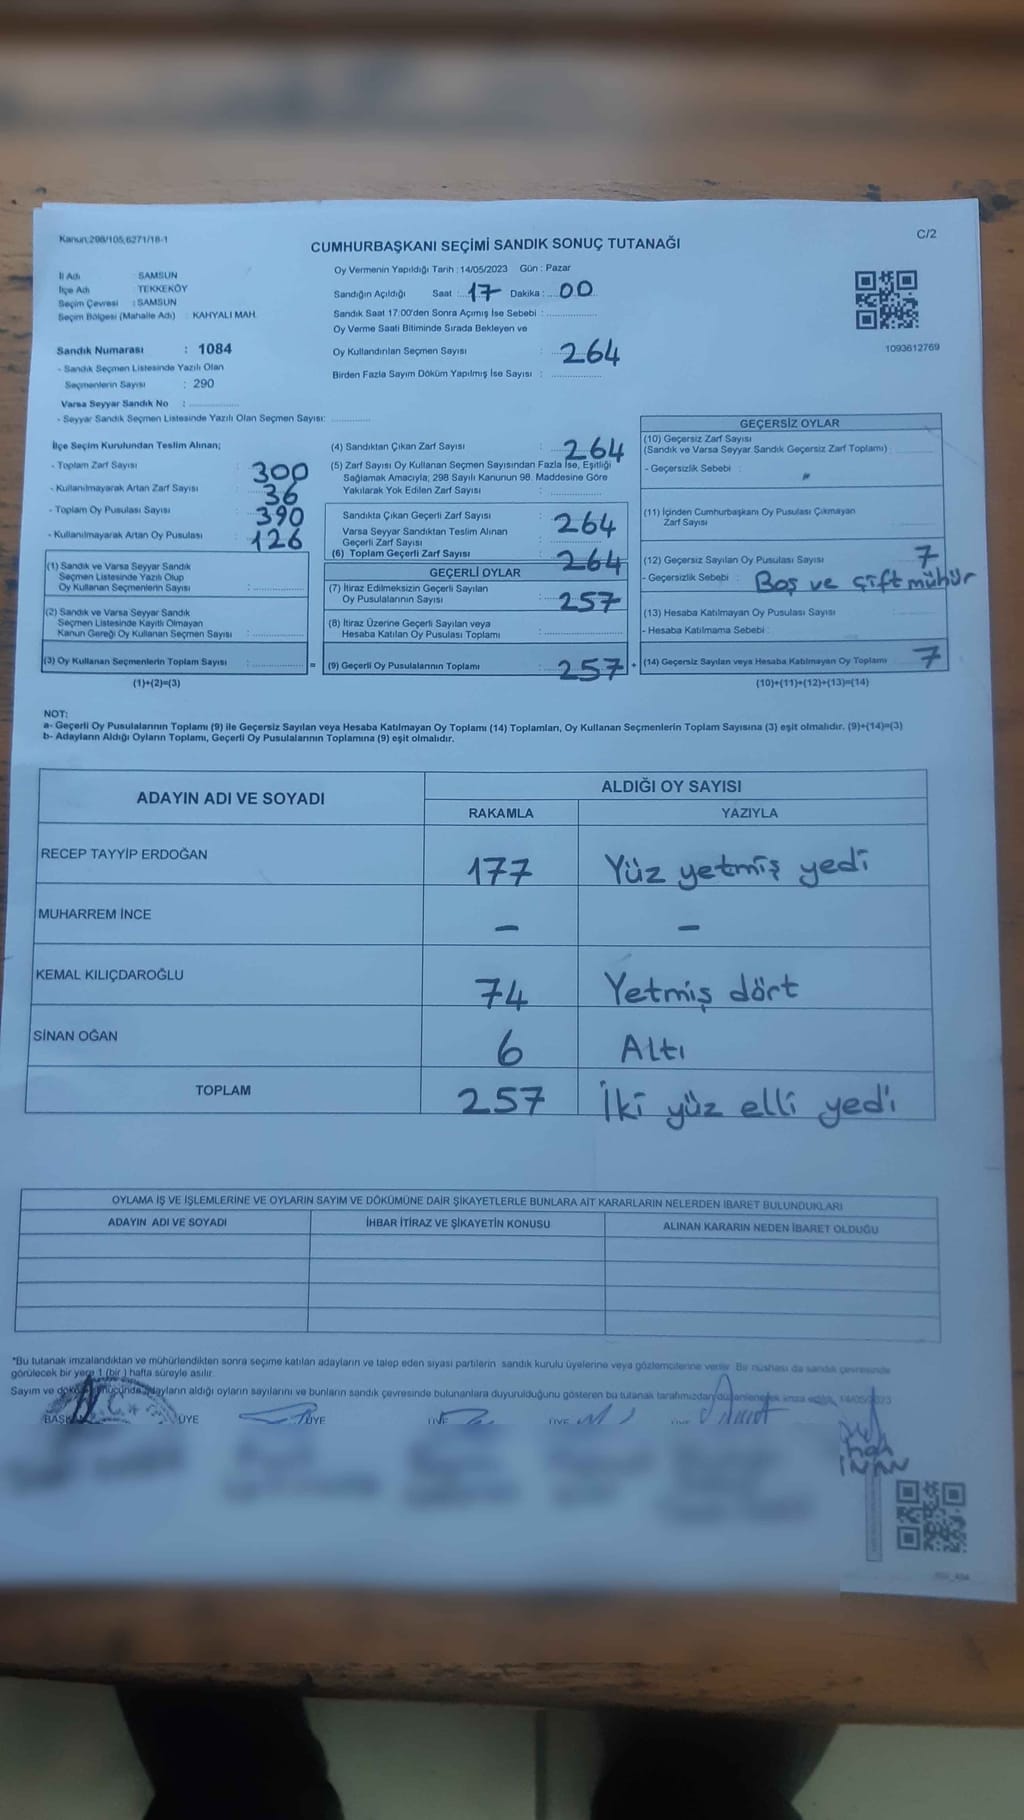 Kanun:298/105,6271/18-1
C/2
CUMHURBAŞKANI SEÇİMİ SANDIK SONUÇ TUTANAĞI
İl Adı : SAMSUN
İlçe Adı : TEKKEKÖY
Seçim Çevresi : SAMSUN
Seçim Bölgesi (Mahalle Adı) : KAHYALI MAH.
Sandık Numarası : 1084
- Sandık Seçmen Listesinde Yazılı Olan
Seçmenlerin Sayısı : 290
Varsa Seyyar Sandık No :
- Seyyar Sandık Seçmen Listesinde Yazılı Olan Seçmen Sayısı:
Oy Vermenin Yapıldığı Tarih : 14/05/2023 Gün : Pazar
Sandığın Açıldığı Saat : 17 Dakika : 00
Sandık Saat 17:00'den Sonra Açımış İse Sebebi :
Oy Verme Saati Bitiminde Sırada Bekleyen ve
Oy Kullandırılan Seçmen Sayısı : 264
Birden Fazla Sayım Döküm Yapılmış İse Sayısı :
1093612769
İlçe Seçim Kurulundan Teslim Alınan;
- Toplam Zarf Sayısı : 300
- Kullanılmayarak Artan Zarf Sayısı : 36
- Toplam Oy Pusulası Sayısı : 390
- Kullanılmayarak Artan Oy Pusulası : 126
(1) Sandık ve Varsa Seyyar Sandık
Seçmen Listesinde Yazılı Olup
Oy Kullanan Seçmenlerin Sayısı :
(2) Sandık ve Varsa Seyyar Sandık
Seçmen Listesinde Kayıtlı Olmayan
Kanun Gereği Oy Kullanan Seçmen Sayısı :
(3) Oy Kullanan Seçmenlerin Toplam Sayısı :
(1)+(2)=(3)
=
(4) Sandıktan Çıkan Zarf Sayısı : 264
(5) Zarf Sayısı Oy Kullanan Seçmen Sayısından Fazla İse, Eşitliği
Sağlamak Amacıyla; 298 Sayılı Kanunun 98. Maddesine Göre
Yakılarak Yok Edilen Zarf Sayısı :
Sandıkta Çıkan Geçerli Zarf Sayısı : 264
Varsa Seyyar Sandıktan Teslim Alınan
Geçerli Zarf Sayısı :
(6) Toplam Geçerli Zarf Sayısı : 264
GEÇERLİ OYLAR
(7) İtiraz Edilmeksizin Geçerli Sayılan
Oy Pusulalarının Sayısı : 257
(8) İtiraz Üzerine Geçerli Sayılan veya
Hesaba Katılan Oy Pusulası Toplamı :
(9) Geçerli Oy Pusulalarının Toplamı : 257
+
GEÇERSİZ OYLAR
(10) Geçersiz Zarf Sayısı
(Sandık ve Varsa Seyyar Sandık Geçersiz Zarf Toplamı) :
- Geçersizlik Sebebi :
(11) İçinden Cumhurbaşkanı Oy Pusulası Çıkmayan
Zarf Sayısı
(12) Geçersiz Sayılan Oy Pusulası Sayısı 7
- Geçersizlik Sebebi : Boş ve çift mühür
(13) Hesaba Katılmayan Oy Pusulası Sayısı
- Hesaba Katılmama Sebebi :
(14) Geçersiz Sayılan veya Hesaba Katılmayan Oy Toplamı 7
(10)+(11)+(12)+(13)=(14)
NOT:
a- Geçerli Oy Pusulalarının Toplamı (9) ile Geçersiz Sayılan veya Hesaba Katılmayan Oy Toplamı (14) Toplamları, Oy Kullanan Seçmenlerin Toplam Sayısına (3) eşit olmalıdır. (9)+(14)=(3)
b- Adayların Aldığı Oyların Toplamı, Geçerli Oy Pusulalarının Toplamına (9) eşit olmalıdır.
ADAYIN ADI VE SOYADI
ALDIĞI OY SAYISI
RAKAMLA YAZIYLA
RECEP TAYYİP ERDOĞAN 177 Yüz yetmiş yedi
MUHARREM İNCE - -
KEMAL KILIÇDAROĞLU 74 Yetmiş dört
SİNAN OĞAN 6 Altı
TOPLAM 257 İki yüz elli yedi
OYLAMA İŞ VE İŞLEMLERİNE VE OYLARIN SAYIM VE DÖKÜMÜNE DAİR ŞİKAYETLERLE BUNLARA AİT KARARLARIN NELERDEN İBARET BULUNDUKLARI
ADAYIN ADI VE SOYADI İHBAR İTİRAZ VE ŞİKAYETİN KONUSU ALINAN KARARIN NEDEN İBARET OLDUĞU
*Bu tutanak imzalandıktan ve mühürlendikten sonra seçime katılan adayların ve talep eden siyasi partilerin sandık kurulu üyelerine veya gözlemcilerine verilir. Bir nüshası da sandık çevresinde
görülecek bir yere 1 (bir) hafta süreyle asılır.
Sayım ve adayların aldığı oyların sayılarını ve bunların sandık çevresinde bulunanlara duyurulduğunu gösteren bu tutanak tarafımızdan
ÜYE ÜYE ÜYE ÜYE
İNAN